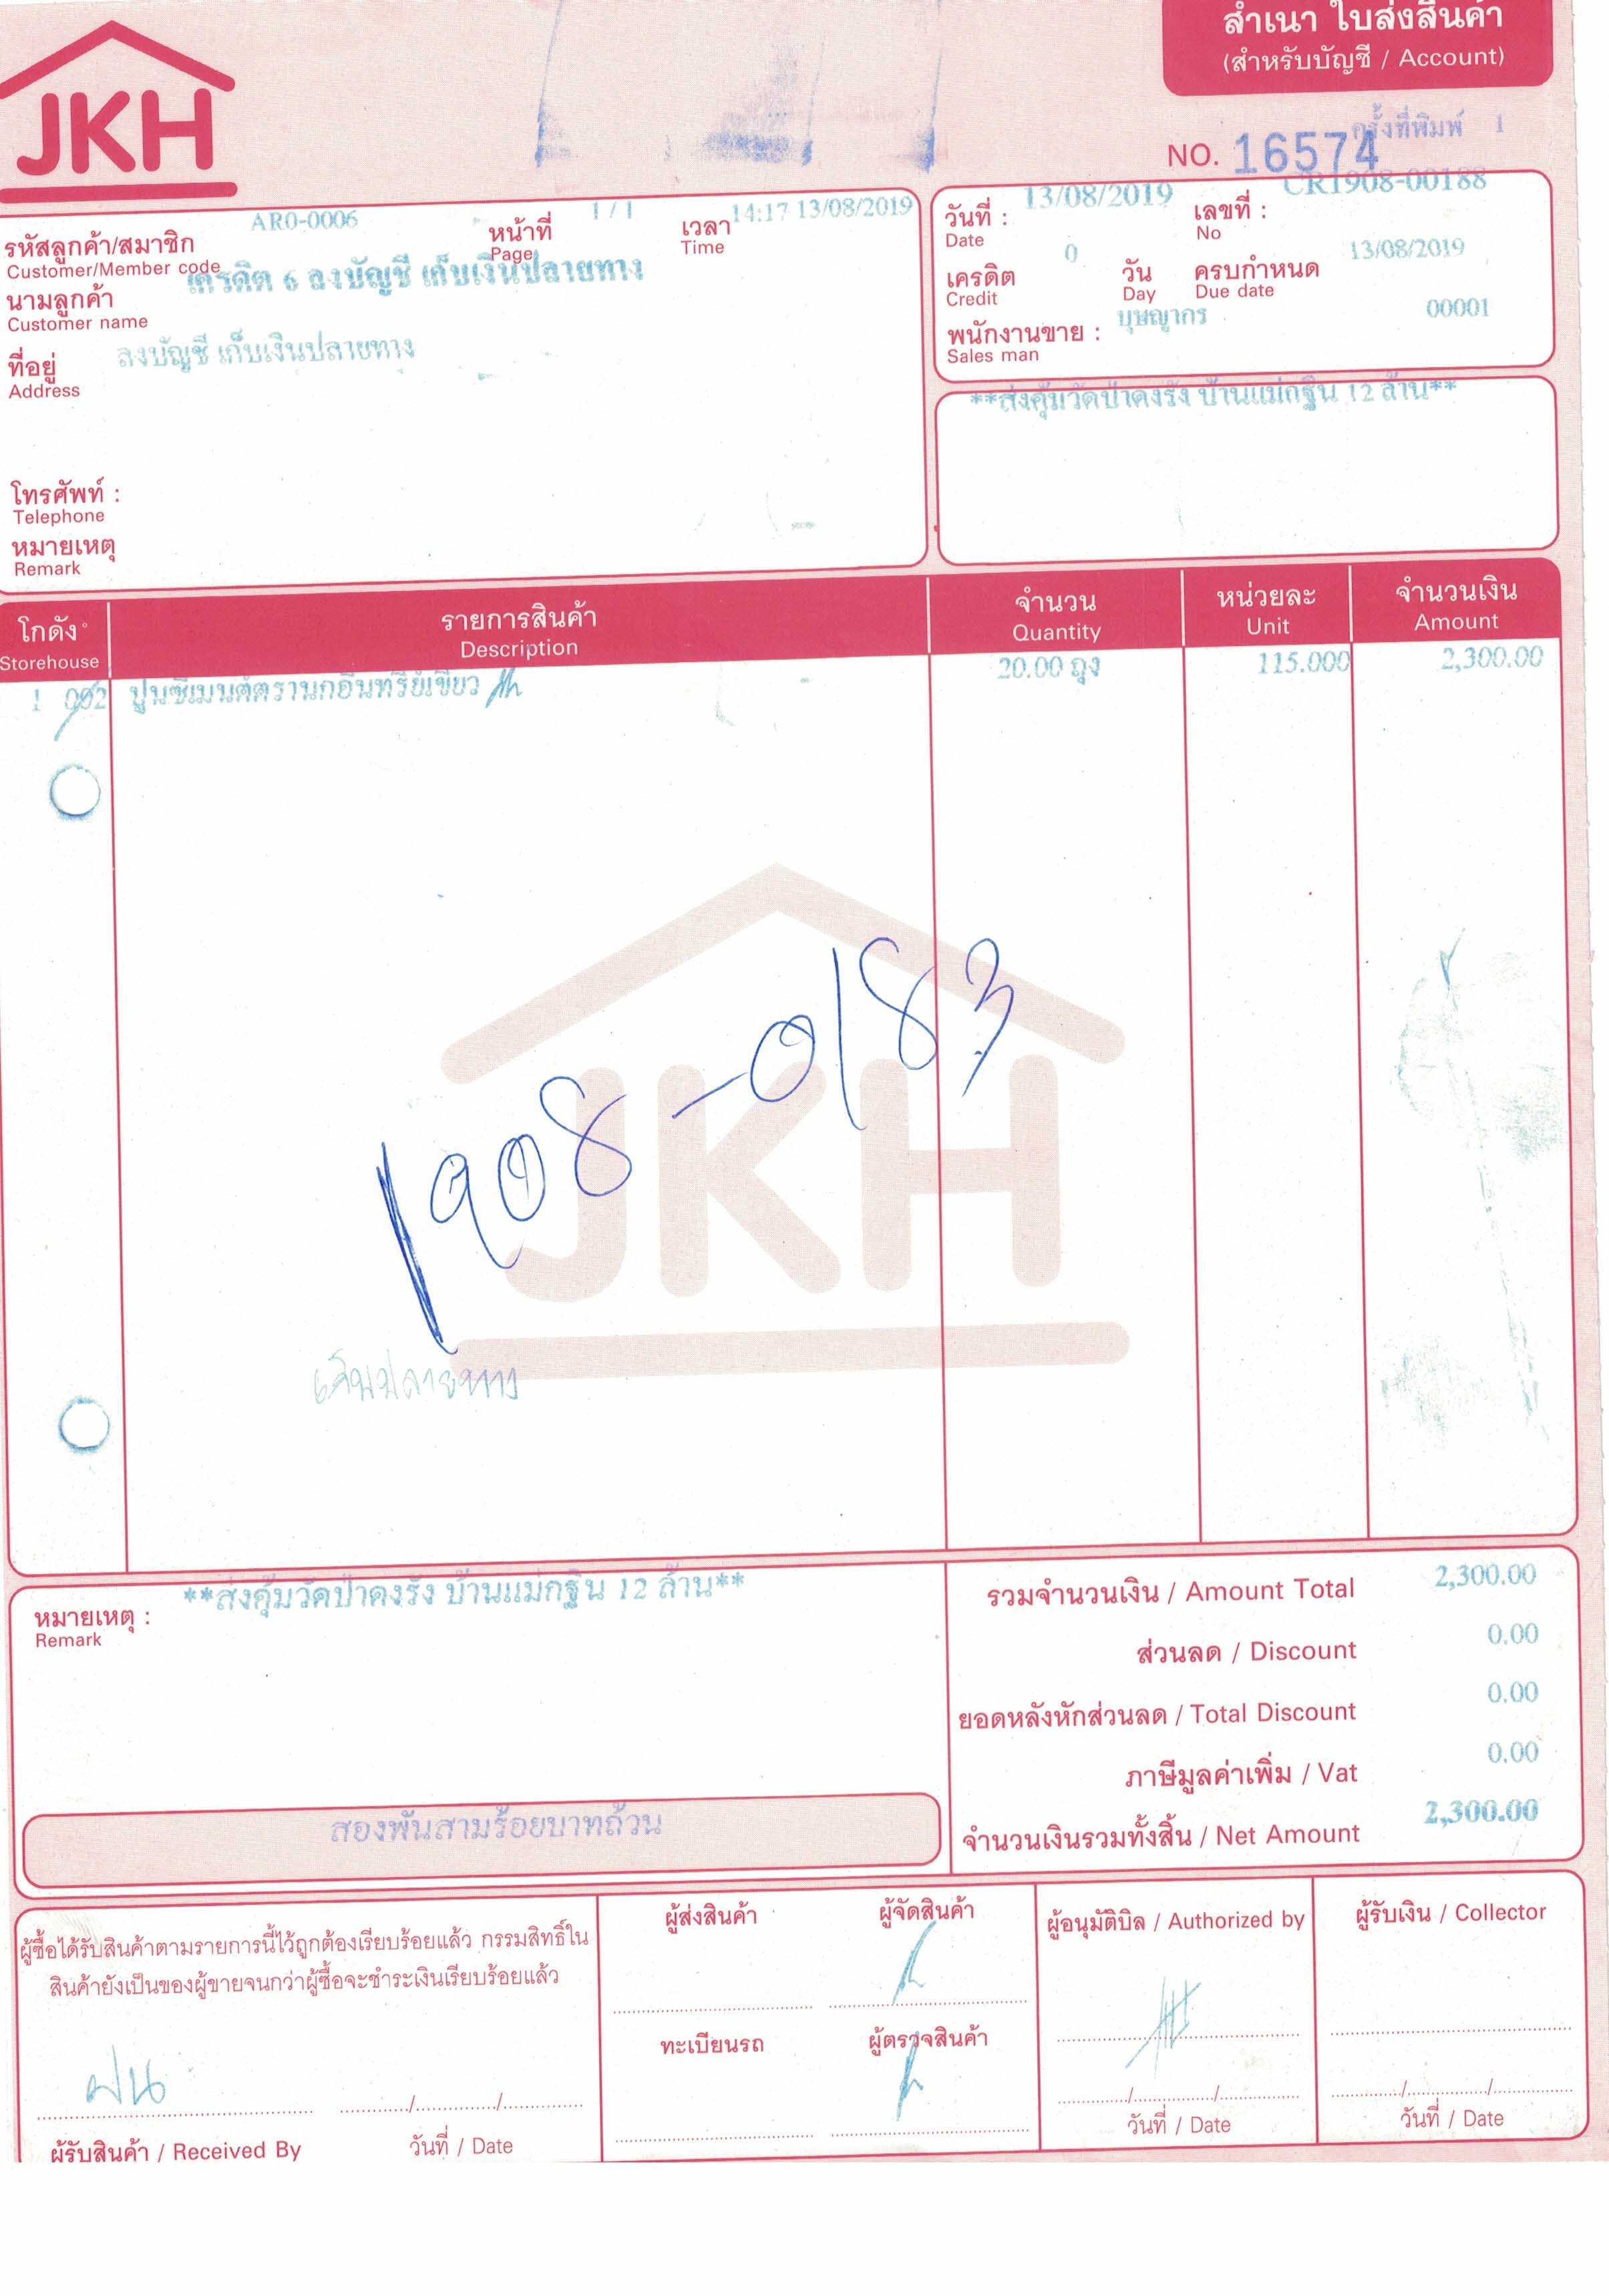 สำเนา ใบส่งสินค้า
(สำหรับบัญชี / Account)
JKH
ครั้งที่พิมพ์ 1
NO. 16574
รหัสลูกค้า/สมาชิก AR0-0006 หน้าที่ 1 / 1 เวลา 14:17 13/08/2019
Customer/Member code Page Time
นามลูกค้า เครดิต 6 ลงบัญชี เก็บเงินปลายทาง
Customer name
ที่อยู่ ลงบัญชี เก็บเงินปลายทาง
Address
โทรศัพท์ :
Telephone
หมายเหตุ
Remark
วันที่ : 13/08/2019 เลขที่ : CR1908-00188
Date No
เครดิต 0 วัน ครบกำหนด 13/08/2019
Credit Day Due date
พนักงานขาย : บุษญากร 00001
Sales man
**ส่งคุ้มวัดป่าดงรัง บ้านแม่กฐิน 12 ล้าน**
โกดัง รายการสินค้า จำนวน หน่วยละ จำนวนเงิน
Storehouse Description Quantity Unit Amount
1 002 ปูนซีเมนต์ตรานกอินทรีย์เขียว 20.00 ถุง 115.000 2,300.00
JKH
1908-0183
เก็บปลายทาง
หมายเหตุ : **ส่งคุ้มวัดป่าดงรัง บ้านแม่กฐิน 12 ล้าน**
Remark
รวมจำนวนเงิน / Amount Total 2,300.00
ส่วนลด / Discount 0.00
ยอดหลังหักส่วนลด / Total Discount 0.00
ภาษีมูลค่าเพิ่ม / Vat 0.00
สองพันสามร้อยบาทถ้วน
จำนวนเงินรวมทั้งสิ้น / Net Amount 2,300.00
ผู้ซื้อได้รับสินค้าตามรายการนี้ไว้ถูกต้องเรียบร้อยแล้ว กรรมสิทธิ์ใน
สินค้ายังเป็นของผู้ขายจนกว่าผู้ซื้อจะชำระเงินเรียบร้อยแล้ว
ฝน
ผู้รับสินค้า / Received By วันที่ / Date
ผู้ส่งสินค้า ผู้จัดสินค้า
ทะเบียนรถ ผู้ตรวจสินค้า
ผู้อนุมัติบิล / Authorized by
วันที่ / Date
ผู้รับเงิน / Collector
วันที่ / Date